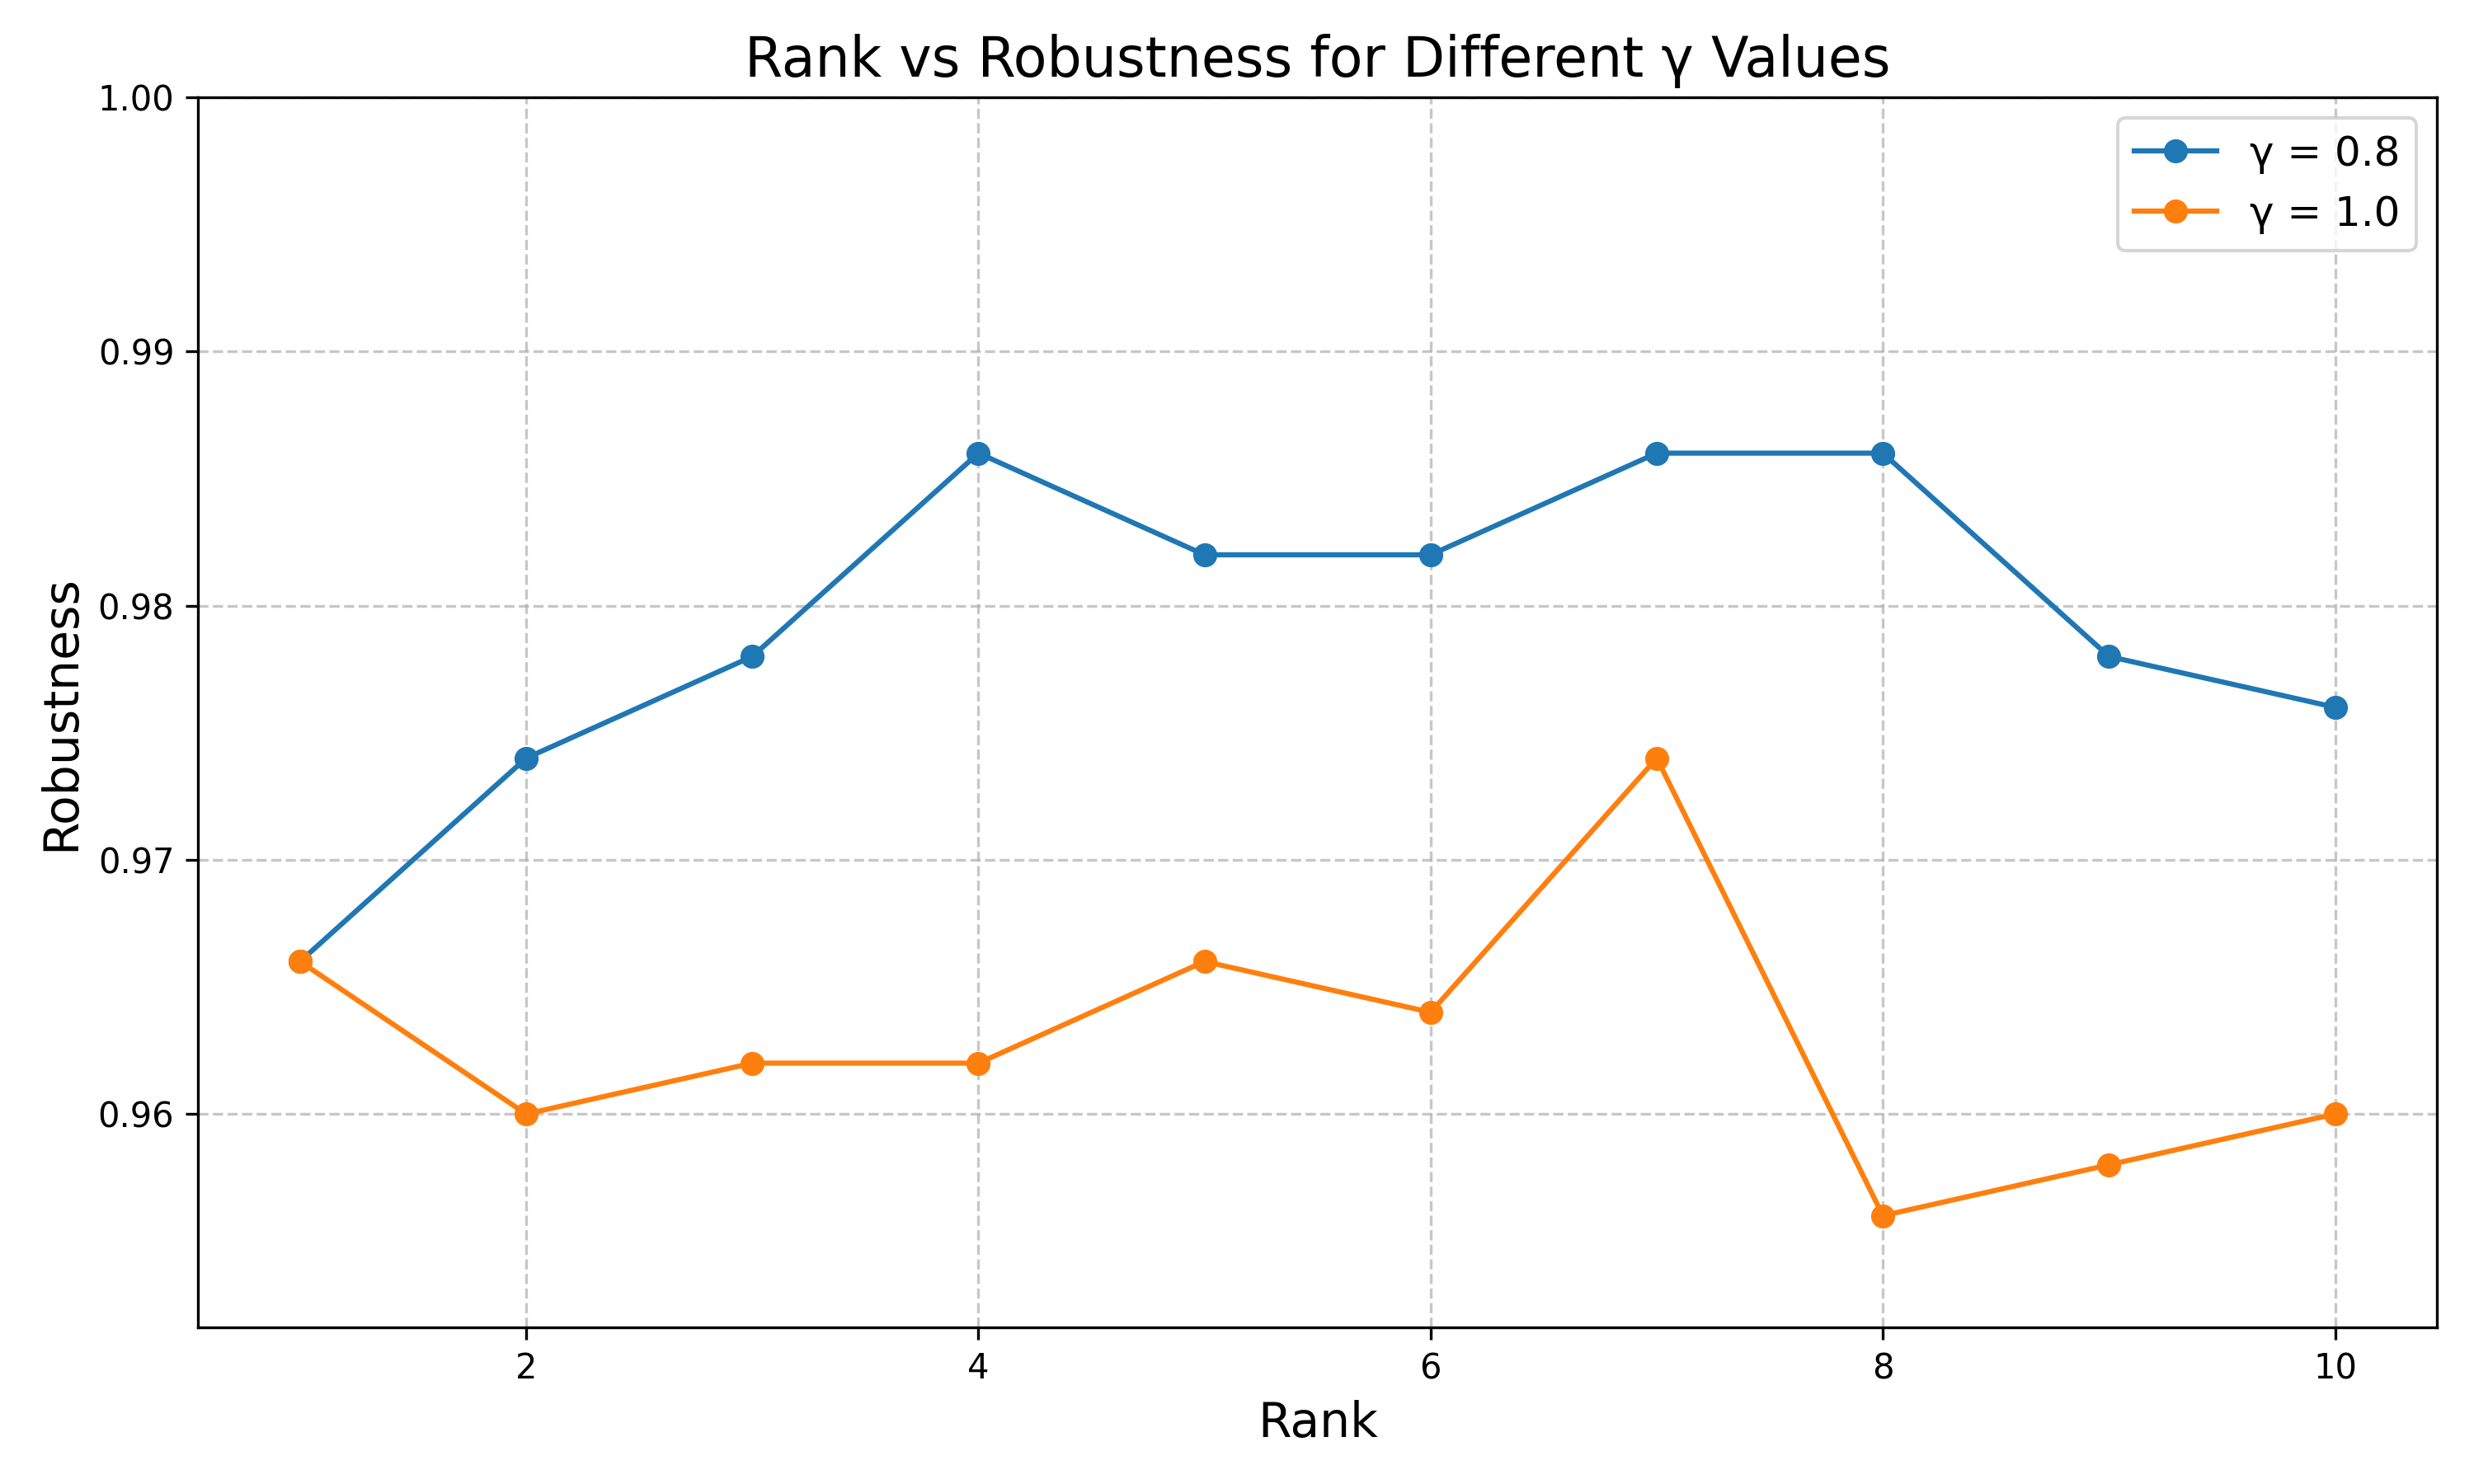 Rank vs Robustness for Different γ Values
γ = 0.8
γ = 1.0
1.00
0.99
0.98
0.97
0.96
Robustness
2 4 6 8 10
Rank